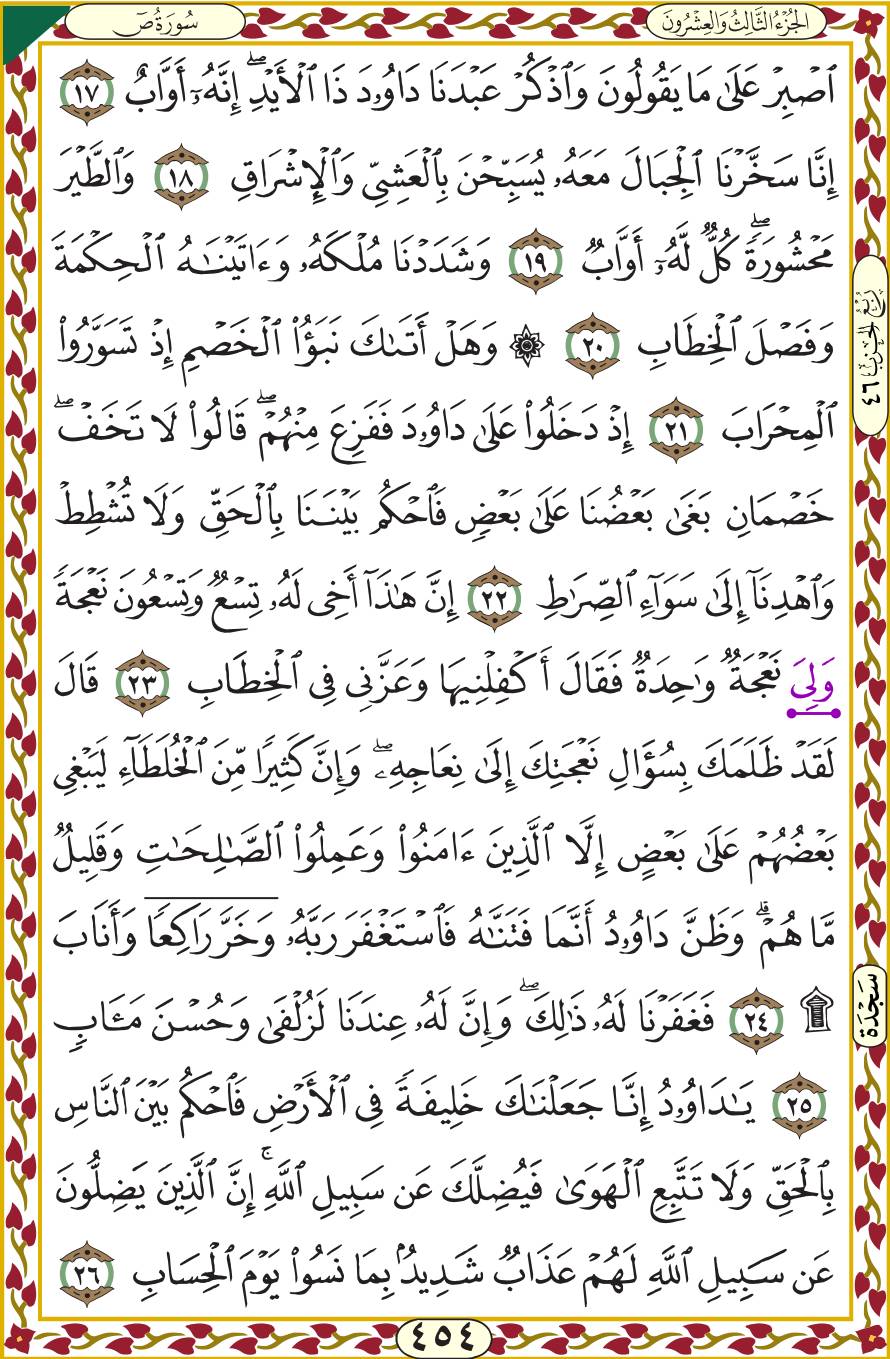 الجُزْءُ الثَّالِثُ وَالعِشْرُونَ
سُورَةُ صٓ
ٱصۡبِرۡ عَلَىٰ مَا يَقُولُونَ وَٱذۡكُرۡ عَبۡدَنَا دَاوُۥدَ ذَا ٱلۡأَيۡدِۖ إِنَّهُۥٓ أَوَّابٌ ١٧
إِنَّا سَخَّرۡنَا ٱلۡجِبَالَ مَعَهُۥ يُسَبِّحۡنَ بِٱلۡعَشِيِّ وَٱلۡإِشۡرَاقِ ١٨ وَٱلطَّيۡرَ
مَحۡشُورَةٗۖ كُلّٞ لَّهُۥٓ أَوَّابٞ ١٩ وَشَدَدۡنَا مُلۡكَهُۥ وَءَاتَيۡنَٰهُ ٱلۡحِكۡمَةَ
وَفَصۡلَ ٱلۡخِطَابِ ٢٠ ۞ وَهَلۡ أَتَىٰكَ نَبَؤُاْ ٱلۡخَصۡمِ إِذۡ تَسَوَّرُواْ
ٱلۡمِحۡرَابَ ٢١ إِذۡ دَخَلُواْ عَلَىٰ دَاوُۥدَ فَفَزِعَ مِنۡهُمۡۖ قَالُواْ لَا تَخَفۡۖ
خَصۡمَانِ بَغَىٰ بَعۡضُنَا عَلَىٰ بَعۡضٖ فَٱحۡكُم بَيۡنَنَا بِٱلۡحَقِّ وَلَا تُشۡطِطۡ
وَٱهۡدِنَآ إِلَىٰ سَوَآءِ ٱلصِّرَٰطِ ٢٢ إِنَّ هَٰذَآ أَخِي لَهُۥ تِسۡعٞ وَتِسۡعُونَ نَعۡجَةٗ
وَلِيَ نَعۡجَةٞ وَٰحِدَةٞ فَقَالَ أَكۡفِلۡنِيهَا وَعَزَّنِي فِي ٱلۡخِطَابِ ٢٣ قَالَ
لَقَدۡ ظَلَمَكَ بِسُؤَالِ نَعۡجَتِكَ إِلَىٰ نِعَاجِهِۦۖ وَإِنَّ كَثِيرٗا مِّنَ ٱلۡخُلَطَآءِ لَيَبۡغِي
بَعۡضُهُمۡ عَلَىٰ بَعۡضٍ إِلَّا ٱلَّذِينَ ءَامَنُواْ وَعَمِلُواْ ٱلصَّٰلِحَٰتِ وَقَلِيلٞ
مَّا هُمۡۗ وَظَنَّ دَاوُۥدُ أَنَّمَا فَتَنَّٰهُ فَٱسۡتَغۡفَرَ رَبَّهُۥ وَخَرَّۤ رَاكِعٗاۤ وَأَنَابَ
۩ ٢٤ فَغَفَرۡنَا لَهُۥ ذَٰلِكَۖ وَإِنَّ لَهُۥ عِندَنَا لَزُلۡفَىٰ وَحُسۡنَ مَـَٔابٖ
٢٥ يَٰدَاوُۥدُ إِنَّا جَعَلۡنَٰكَ خَلِيفَةٗ فِي ٱلۡأَرۡضِ فَٱحۡكُم بَيۡنَ ٱلنَّاسِ
بِٱلۡحَقِّ وَلَا تَتَّبِعِ ٱلۡهَوَىٰ فَيُضِلَّكَ عَن سَبِيلِ ٱللَّهِۚ إِنَّ ٱلَّذِينَ يَضِلُّونَ
عَن سَبِيلِ ٱللَّهِ لَهُمۡ عَذَابٞ شَدِيدُۢ بِمَا نَسُواْ يَوۡمَ ٱلۡحِسَابِ ٢٦
رُبْعُ الحِزْبِ ٤٦
سَجْدَة
٤٥٤